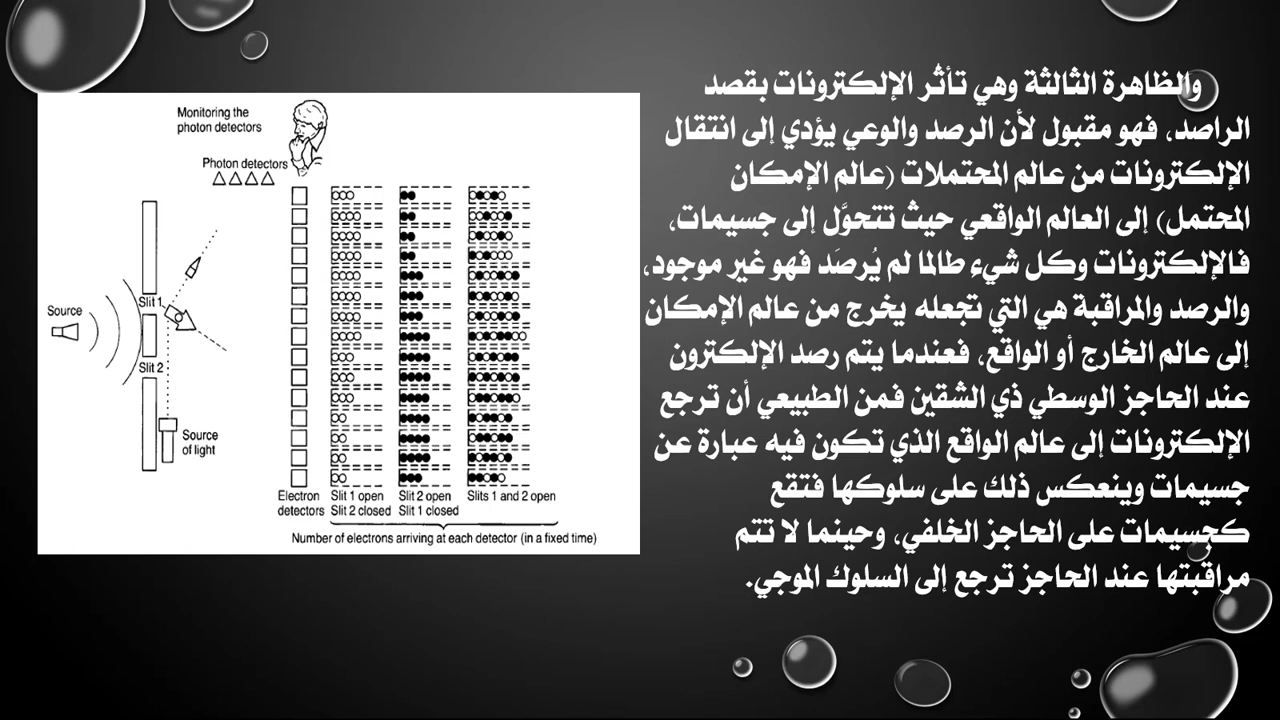 والظاهرة الثالثة وهي تأثر الإلكترونات بقصد
الراصد، فهو مقبول لأن الرصد والوعي يؤدي إلى انتقال
الإلكترونات من عالم المحتملات (عالم الإمكان
المحتمل) إلى العالم الواقعي حيث تتحوَّل إلى جسيمات،
فالإلكترونات وكل شيء طالما لم يُرصَد فهو غير موجود،
والرصد والمراقبة هي التي تجعله يخرج من عالم الإمكان
إلى عالم الخارج أو الواقع، فعندما يتم رصد الإلكترون
عند الحاجز الوسطي ذي الشقين فمن الطبيعي أن ترجع
الإلكترونات إلى عالم الواقع الذي تكون فيه عبارة عن
جسيمات وينعكس ذلك على سلوكها فتقع
كجسيمات على الحاجز الخلفي، وحينما لا تتم
مراقبتها عند الحاجز ترجع إلى السلوك الموجي.
Monitoring the
photon detectors
Photon detectors
Source
Slit 1
Slit 2
Source
of light
Electron
detectors
Slit 1 open
Slit 2 closed
Slit 2 open
Slit 1 closed
Slits 1 and 2 open
Number of electrons arriving at each detector (in a fixed time)